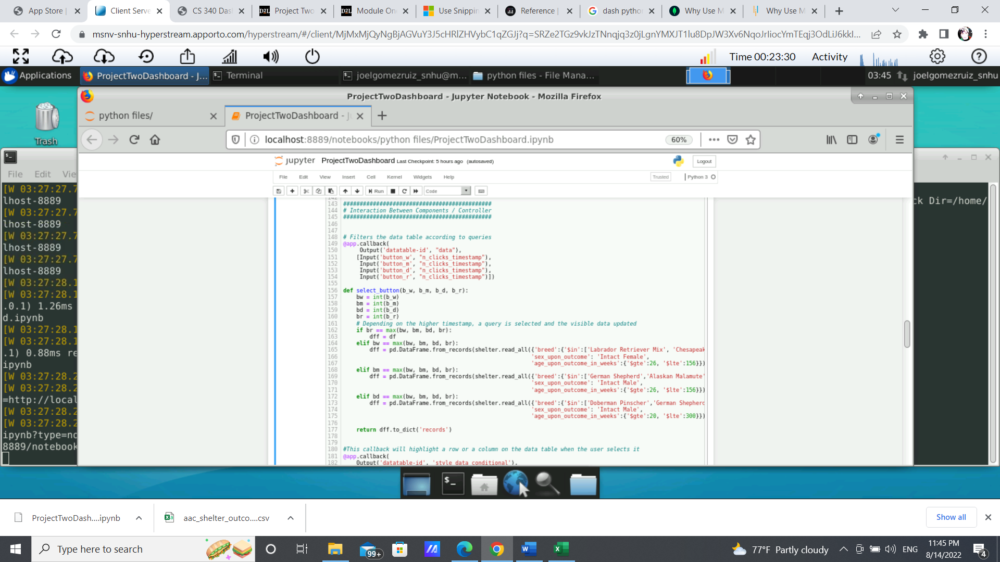 App Store |
Client Serve
CS 340 Das
D2L Project Two
D2L Module On
Use Snippin
Reference |
dash pytho
Why Use M
Why Use M
msnv-snhu-hyperstream.apporto.com/hyperstream/#/client/
Time 00:23:30
Activity
Applications
ProjectTwoDashboard - J...
Terminal
joelgomezruiz_snhu@m...
python files - File Mana...
03:45
joelgomezruiz_snhu
Trash
ProjectTwoDashboard - Jupyter Notebook - Mozilla Firefox
python files/
ProjectTwoDashboard - J
localhost:8889/notebooks/python files/ProjectTwoDashboard.ipynb
60%
jupyter ProjectTwoDashboard Last Checkpoint: 5 hours ago (autosaved)
Logout
File Edit View Insert Cell Kernel Widgets Help
Trusted
Python 3
Run
Code
File Edit Vie
[W 03:27:27.7
lhost-8889
[W 03:27:27.7
lhost-8889
[W 03:27:27.7
lhost-8889
[W 03:27:27.7
lhost-8889
[W 03:27:28.1
[W 03:27:28.1
.0.1) 1.26ms
d.ipynb
[W 03:27:28.1
[W 03:27:28.1
.1) 0.88ms re
ipynb
[W 03:27:28.2
[W 03:27:28.2
=http://local
[W 03:27:28.2
[W 03:27:28.2
ipynb?type=no
8889/notebook
ck Dir=/home/
142
143 #############################################
144 # Interaction Between Components / Controller
145 #############################################
146
147
148 # Filters the data table according to queries
149 @app.callback(
150 Output('datatable-id', "data"),
151 [Input('button_w', "n_clicks_timestamp"),
152 Input('button_m', "n_clicks_timestamp"),
153 Input('button_d', "n_clicks_timestamp"),
154 Input('button_r', "n_clicks_timestamp")])
155
156 def select_button(b_w, b_m, b_d, b_r):
157 bw = int(b_w)
158 bm = int(b_m)
159 bd = int(b_d)
160 br = int(b_r)
161 # Depending on the higher timestamp, a query is selected and the visible data updated
162 if br == max(bw, bm, bd, br):
163 dff = df
164 elif bw == max(bw, bm, bd, br):
165 dff = pd.DataFrame.from_records(shelter.read_all({'breed':{'$in':['Labrador Retriever Mix', 'Chesapeak
166 'sex_upon_outcome': 'Intact Female',
167 'age_upon_outcome_in_weeks':{'$gte':26, '$lte':156}})
168 elif bm == max(bw, bm, bd, br):
169 dff = pd.DataFrame.from_records(shelter.read_all({'breed':{'$in':['German Shepherd','Alaskan Malamute'
170 'sex_upon_outcome': 'Intact Male',
171 'age_upon_outcome_in_weeks':{'$gte':26, '$lte':156}})
172 elif bd == max(bw, bm, bd, br):
173 dff = pd.DataFrame.from_records(shelter.read_all({'breed':{'$in':['Doberman Pinscher','German Shepherd
174 'sex_upon_outcome': 'Intact Male',
175 'age_upon_outcome_in_weeks':{'$gte':20, '$lte':300}})
176
177 return dff.to_dict('records')
178
179
180 #This callback will highlight a row or a column on the data table when the user selects it
181 @app.callback(
182 Output('datatable-id', 'style_data_conditional'),
ProjectTwoDash....ipynb
aac_shelter_outco....csv
Show all
Type here to search
99+
77°F Partly cloudy
ENG
11:45 PM
8/14/2022
4